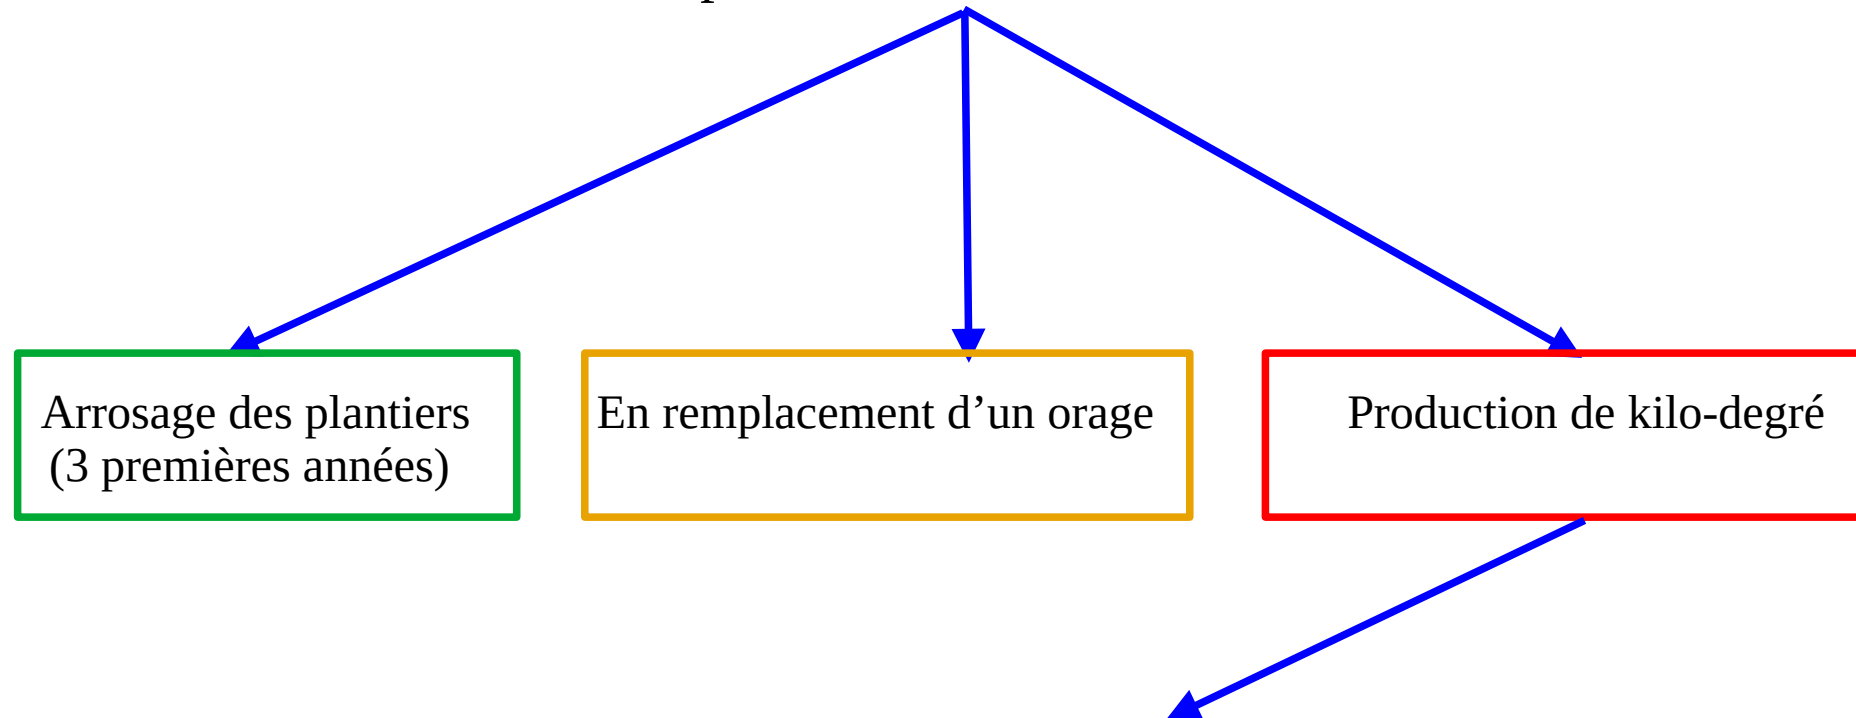 Arrosage des plantiers
(3 premières années)
En remplacement d’un orage
Production de kilo-degré